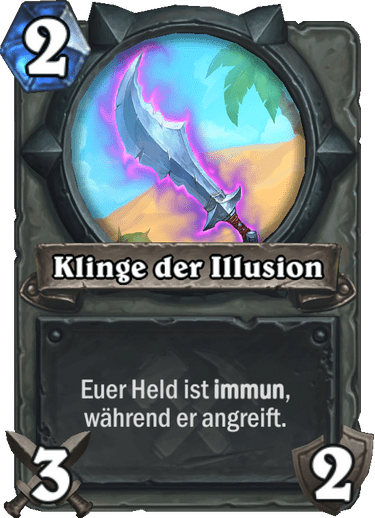 2
Klinge der Illusion
Euer Held ist immun,
während er angreift.
3
2